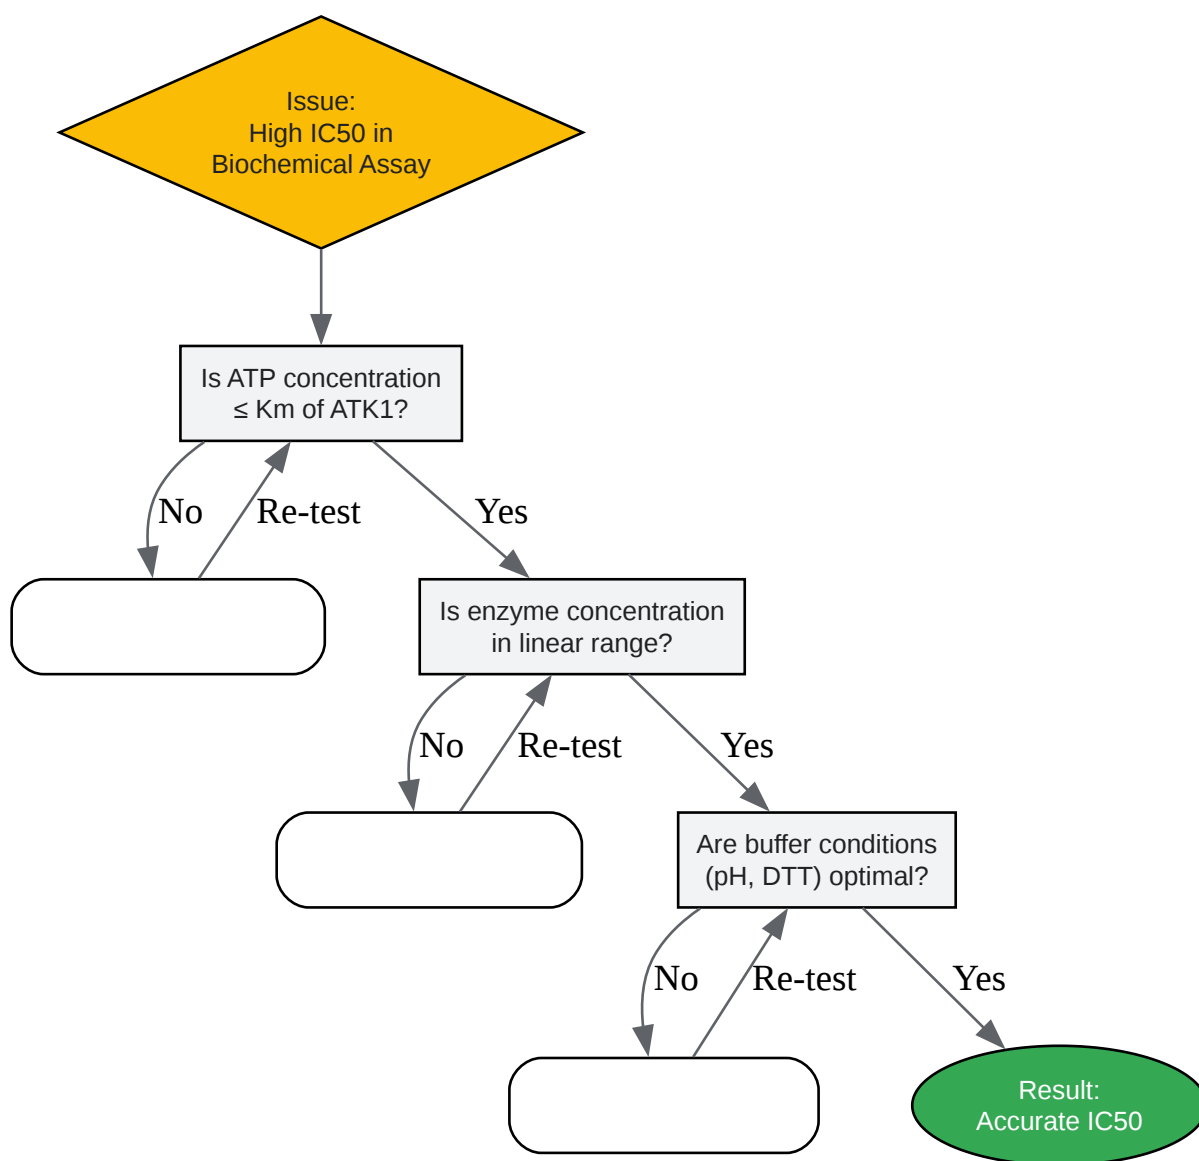 Issue:
High IC50 in
Biochemical Assay
Is ATP concentration
≤ Km of ATK1?
No
Re-test
Yes
Is enzyme concentration
in linear range?
No
Re-test
Yes
Are buffer conditions
(pH, DTT) optimal?
No
Re-test
Yes
Result:
Accurate IC50